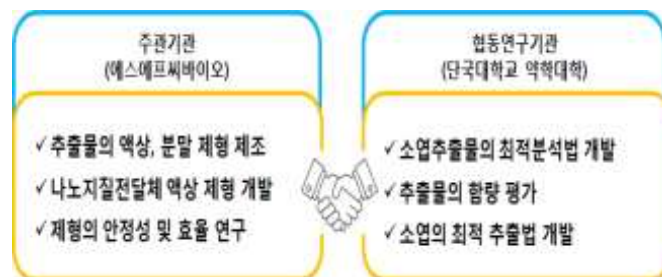 주관기관
(에스에프씨바이오)
✓추출물의 액상, 분말 제형 제조
✓나노지질전달체 액상 제형 개발
✓제형의 안정성 및 효율 연구
협동연구기관
(단국대학교 약학대학)
✓소엽추출물의 최적분석법 개발
✓추출물의 함량 평가
✓소엽의 최적 추출법 개발